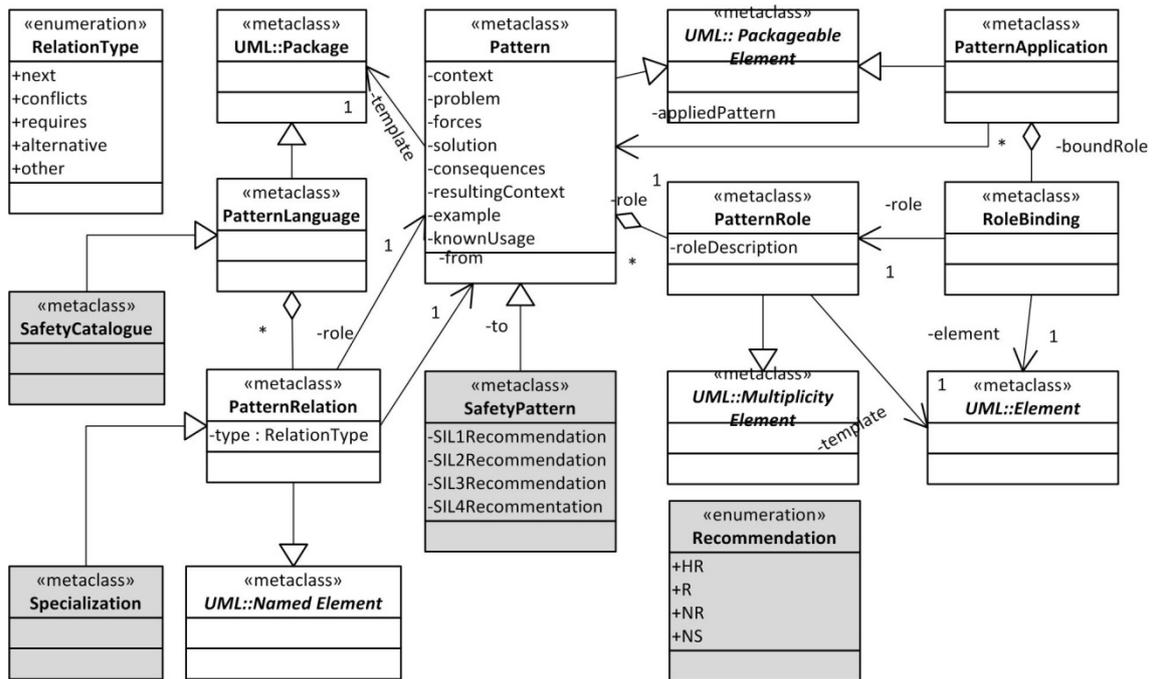 «enumeration»
RelationType
+next
+conflicts
+requires
+alternative
+other
«metaclass»
UML::Package
1
-template
«metaclass»
Pattern
-context
-problem
-forces
-solution
-consequences
-resultingContext
-example
-knownUsage
-from
«metaclass»
UML:: Packageable
Element
-appliedPattern
«metaclass»
PatternApplication
*
-boundRole
1
-role
*
«metaclass»
PatternLanguage
«metaclass»
PatternRole
-roleDescription
-role
1
«metaclass»
RoleBinding
«metaclass»
SafetyCatalogue
*
-role
1
1
-to
-element
1
«metaclass»
PatternRelation
-type : RelationType
«metaclass»
SafetyPattern
-SIL1Recommendation
-SIL2Recommendation
-SIL3Recommendation
-SIL4Recommentation
«metaclass»
UML::Multiplicity
Element
-template
1
«metaclass»
UML::Element
«enumeration»
Recommendation
+HR
+R
+NR
+NS
«metaclass»
Specialization
«metaclass»
UML::Named Element